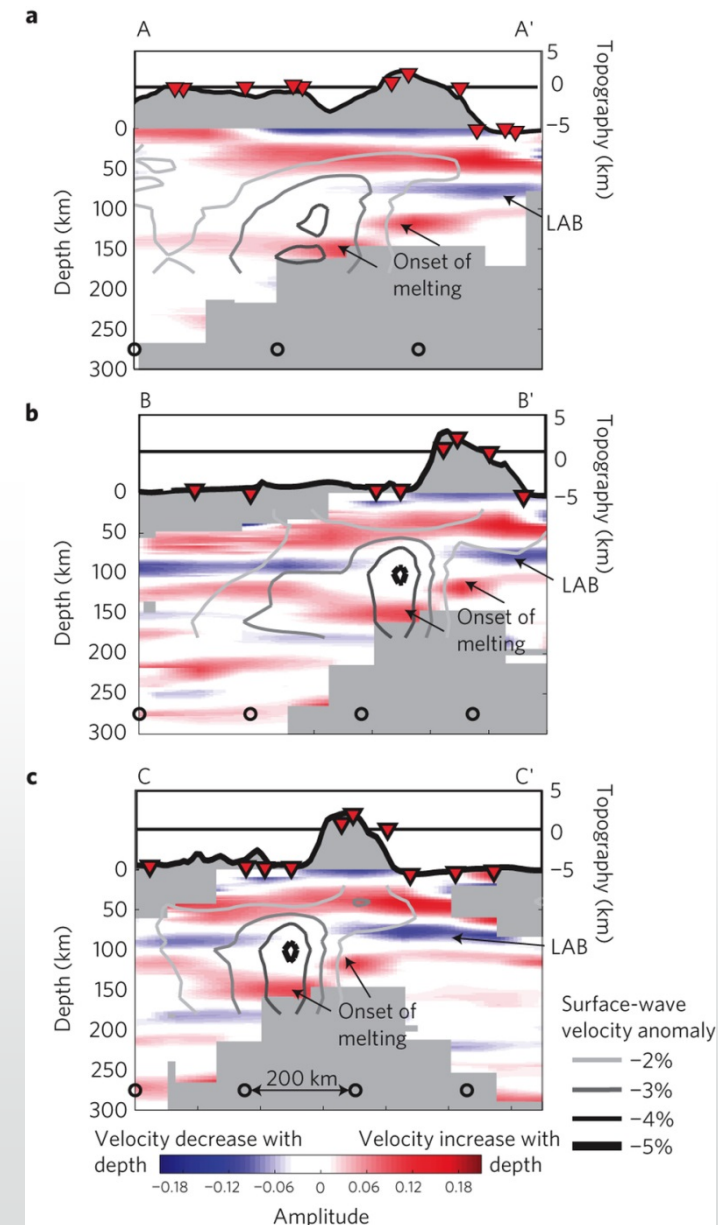 a
A
A'
5
0
−5
Topography (km)
0
50
100
150
200
250
300
Depth (km)
LAB
Onset of
melting
b
B
B'
5
0
−5
Topography (km)
0
50
100
150
200
250
300
Depth (km)
LAB
Onset of
melting
c
C
C'
5
0
−5
Topography (km)
0
50
100
150
200
250
300
Depth (km)
LAB
Onset of
melting
200 km
Surface-wave
velocity anomaly
−2%
−3%
−4%
−5%
Velocity decrease with
depth
Velocity increase with
depth
−0.18 −0.12 −0.06 0 0.06 0.12 0.18
Amplitude